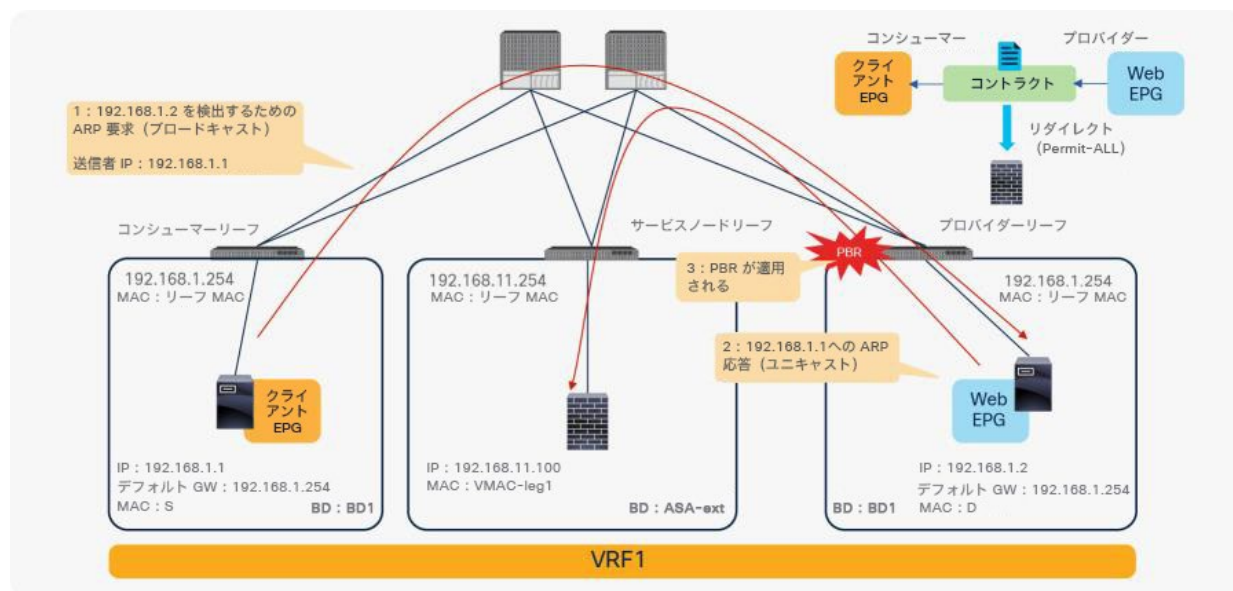 コンシューマー
プロバイダー
クライ
アント
EPG
コントラクト
Web
EPG
リダイレクト
(Permit-ALL)
1:192.168.1.2 を検出するための
ARP 要求(ブロードキャスト)
送信者 IP:192.168.1.1
コンシューマーリーフ
サービスノードリーフ
プロバイダーリーフ
PBR
192.168.1.254
MAC:リーフ MAC
192.168.11.254
MAC:リーフ MAC
3:PBR が適用
される
192.168.1.254
MAC:リーフ MAC
2:192.168.1.1への ARP
応答(ユニキャスト)
クライ
アント
EPG
Web
EPG
IP:192.168.1.1
デフォルト GW:192.168.1.254
MAC:S
BD:BD1
IP:192.168.11.100
MAC:VMAC-leg1
BD:ASA-ext
IP:192.168.1.2
デフォルト GW:192.168.1.254
BD:BD1
MAC:D
VRF1